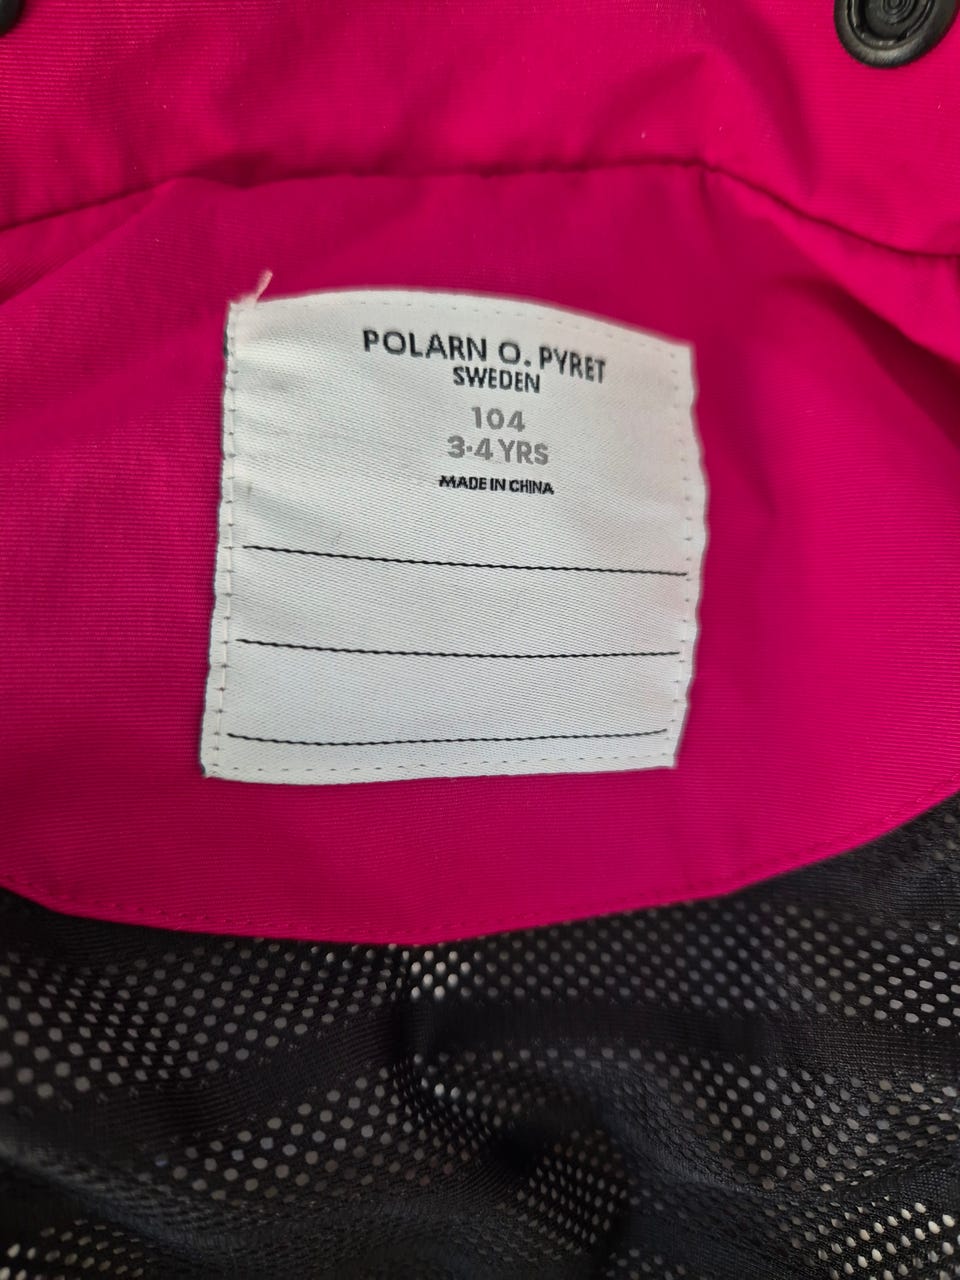 POLARN O. PYRET
SWEDEN
104
3-4 YRS
MADE IN CHINA